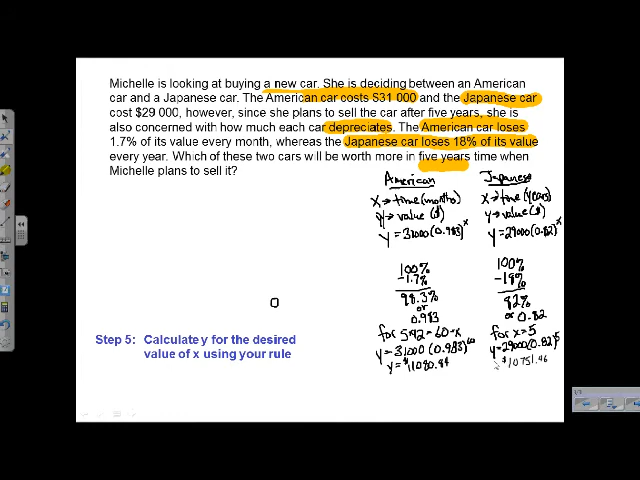 Michelle is looking at buying a new car. She is deciding between an American
car and a Japanese car. The American car costs $31 000 and the Japanese car
cost $29 000, however, since she plans to sell the car after five years, she is
also concerned with how much each car depreciates. The American car loses
1.7% of its value every month, whereas the Japanese car loses 18% of its value
every year. Which of these two cars will be worth more in five years time when
Michelle plans to sell it?
American
x → time (months)
y → value ($)
y = 31000(0.983)^x
100%
-1.7%
98.3%
or
0.983
for 5×12=60=x
y=31000(0.983)^60
y=$11080.84
Japanese
x → time (years)
y → value ($)
y=29000(0.82)^x
100%
-18%
82%
or 0.82
for x=5
y=29000(0.82)^5
$10751.46
Step 5: Calculate y for the desired
value of x using your rule